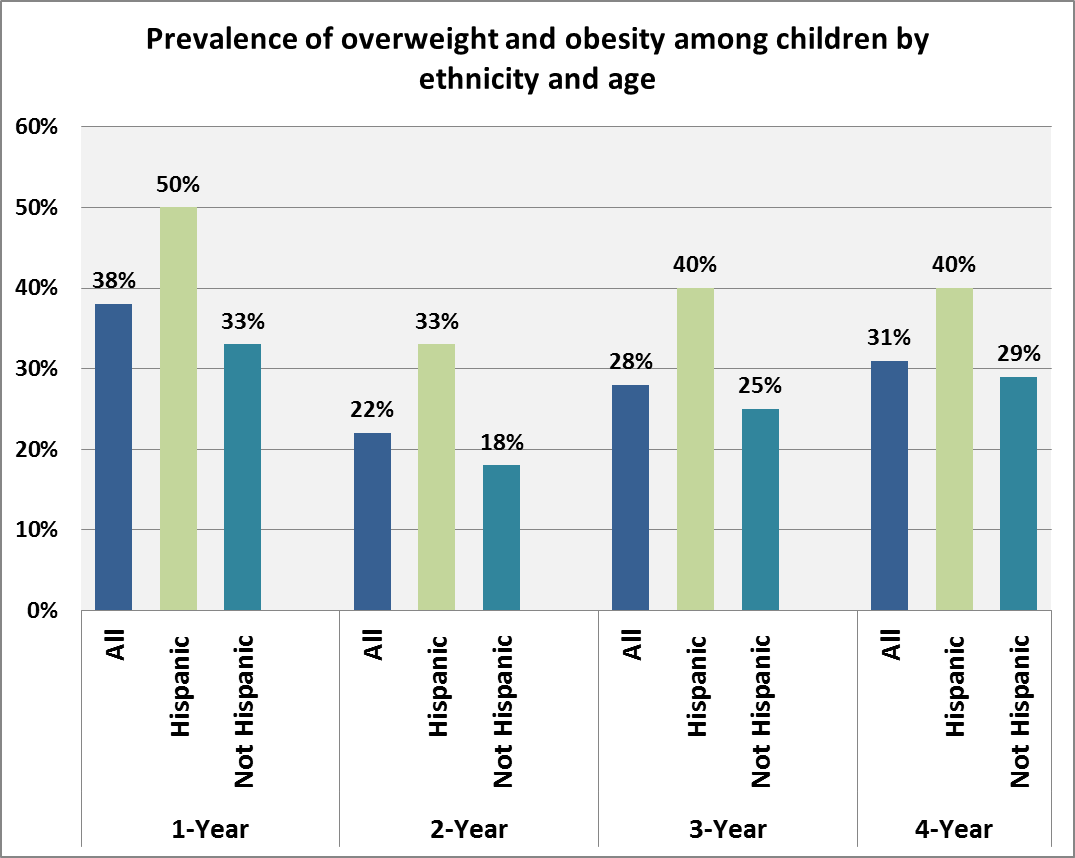 Prevalence of overweight and obesity among children by
ethnicity and age
60%
50%
40%
30%
20%
10%
0%
38%
50%
33%
22%
33%
18%
28%
40%
25%
31%
40%
29%
All
Hispanic
Not Hispanic
All
Hispanic
Not Hispanic
All
Hispanic
Not Hispanic
All
Hispanic
Not Hispanic
1-Year
2-Year
3-Year
4-Year